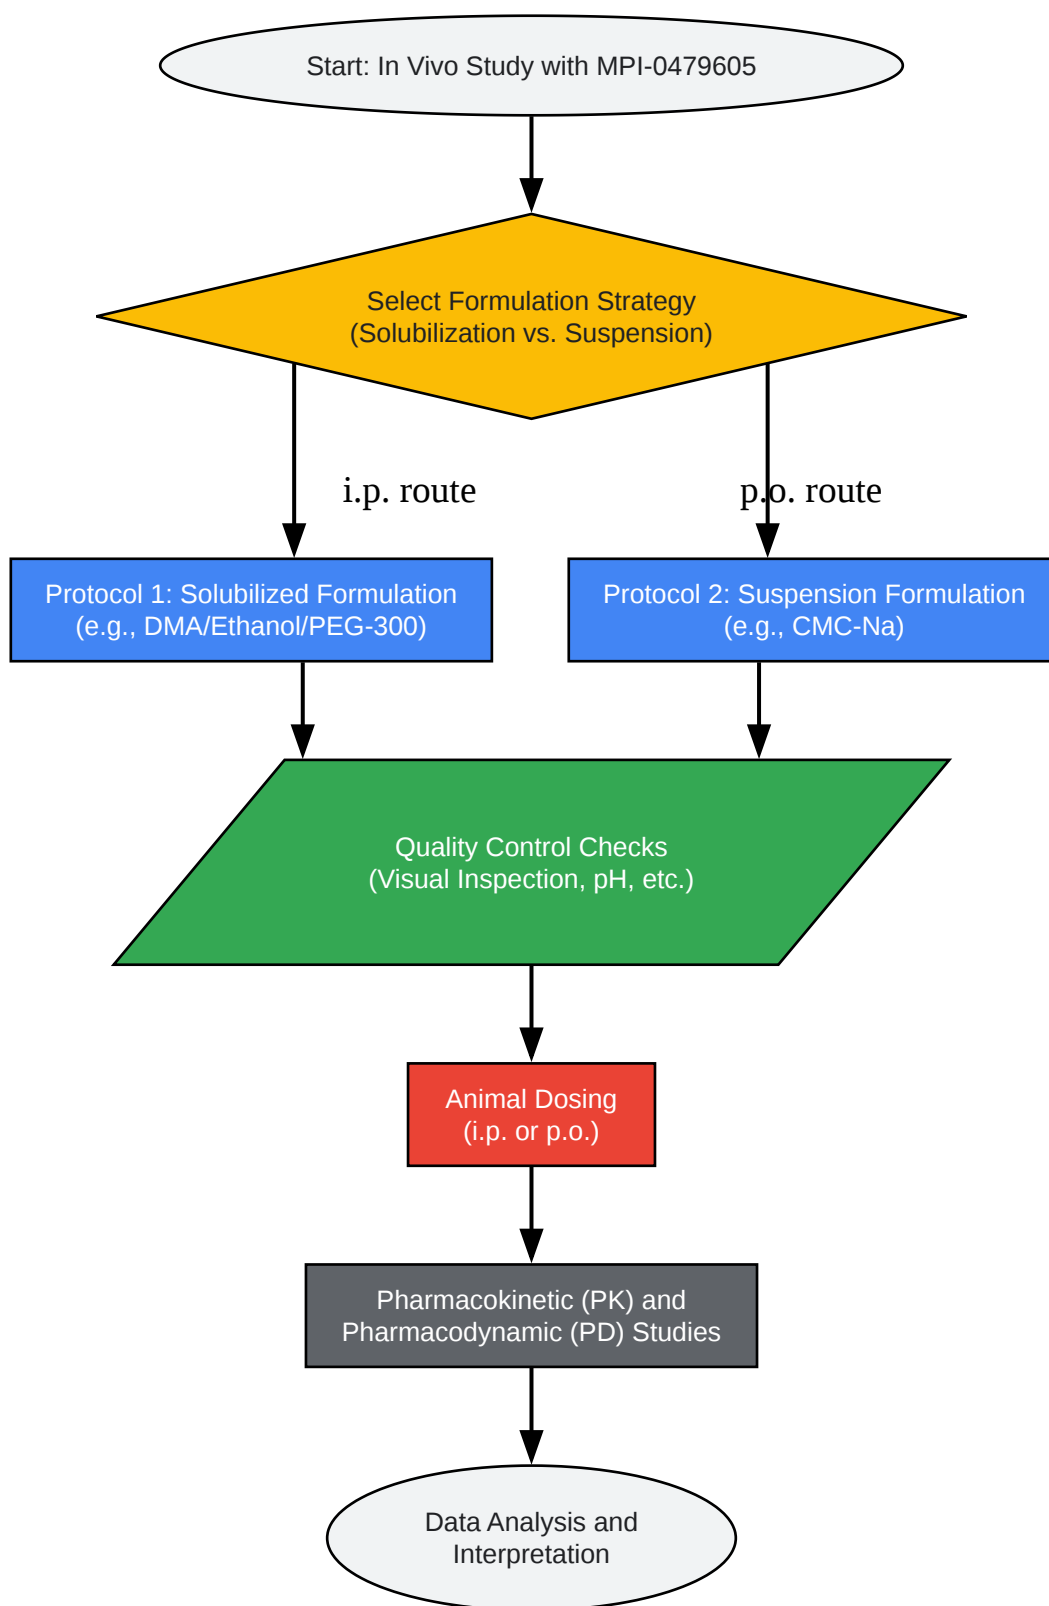 Start: In Vivo Study with MPI-0479605
Select Formulation Strategy
(Solubilization vs. Suspension)
i.p. route
p.o. route
Protocol 1: Solubilized Formulation
(e.g., DMA/Ethanol/PEG-300)
Protocol 2: Suspension Formulation
(e.g., CMC-Na)
Quality Control Checks
(Visual Inspection, pH, etc.)
Animal Dosing
(i.p. or p.o.)
Pharmacokinetic (PK) and
Pharmacodynamic (PD) Studies
Data Analysis and
Interpretation